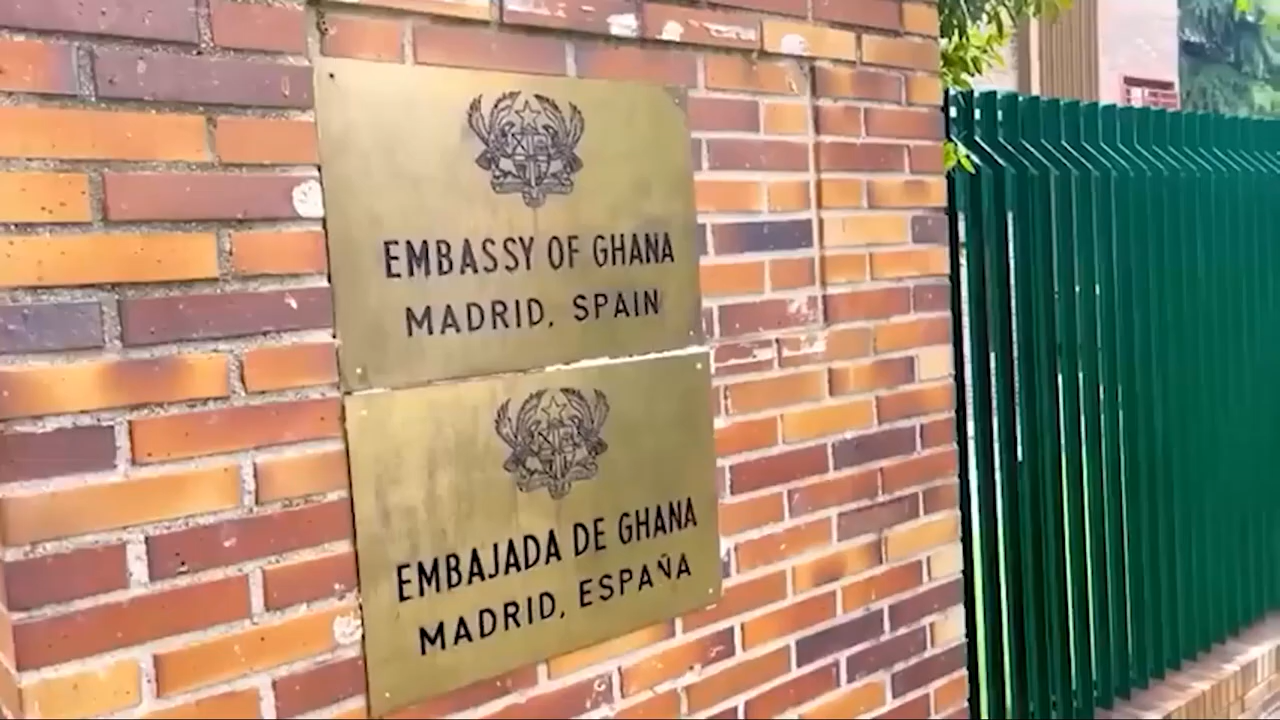 EMBASSY OF GHANA
MADRID, SPAIN
EMBAJADA DE GHANA
MADRID, ESPAÑA